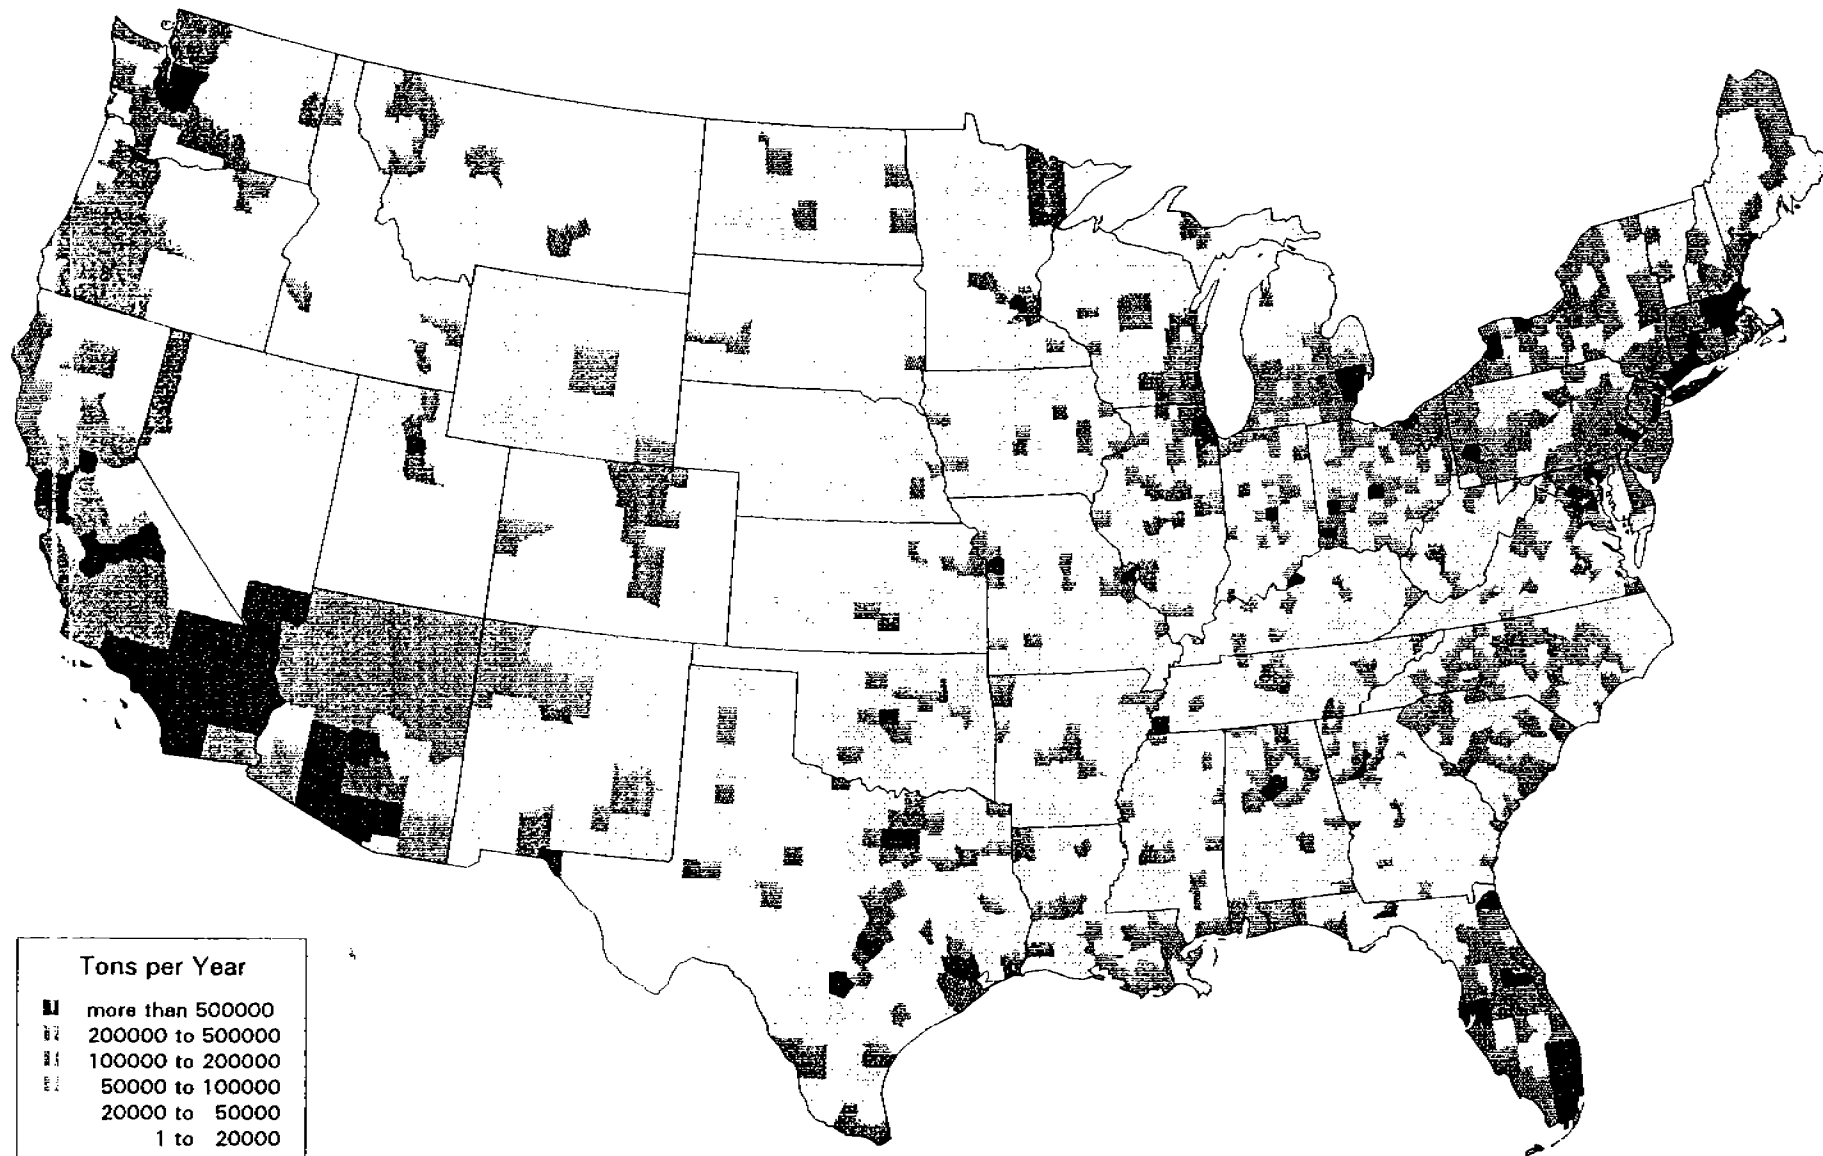 Tons per Year
more than 500000
200000 to 500000
100000 to 200000
50000 to 100000
20000 to 50000
1 to 20000